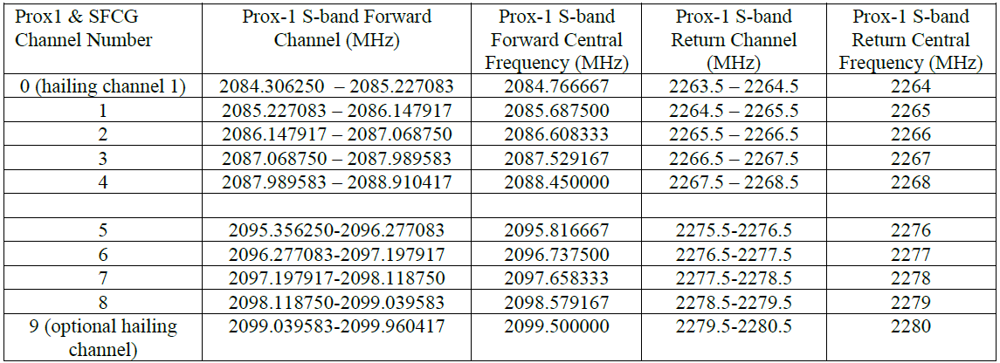 Prox1 & SFCG Channel Number | Prox-1 S-band Forward Channel (MHz) | Prox-1 S-band Forward Central Frequency (MHz) | Prox-1 S-band Return Channel (MHz) | Prox-1 S-band Return Central Frequency (MHz)
0 (hailing channel 1) | 2084.306250 – 2085.227083 | 2084.766667 | 2263.5 – 2264.5 | 2264
1 | 2085.227083 – 2086.147917 | 2085.687500 | 2264.5 – 2265.5 | 2265
2 | 2086.147917 – 2087.068750 | 2086.608333 | 2265.5 – 2266.5 | 2266
3 | 2087.068750 – 2087.989583 | 2087.529167 | 2266.5 – 2267.5 | 2267
4 | 2087.989583 – 2088.910417 | 2088.450000 | 2267.5 – 2268.5 | 2268
5 | 2095.356250-2096.277083 | 2095.816667 | 2275.5-2276.5 | 2276
6 | 2096.277083-2097.197917 | 2096.737500 | 2276.5-2277.5 | 2277
7 | 2097.197917-2098.118750 | 2097.658333 | 2277.5-2278.5 | 2278
8 | 2098.118750-2099.039583 | 2098.579167 | 2278.5-2279.5 | 2279
9 (optional hailing channel) | 2099.039583-2099.960417 | 2099.500000 | 2279.5-2280.5 | 2280